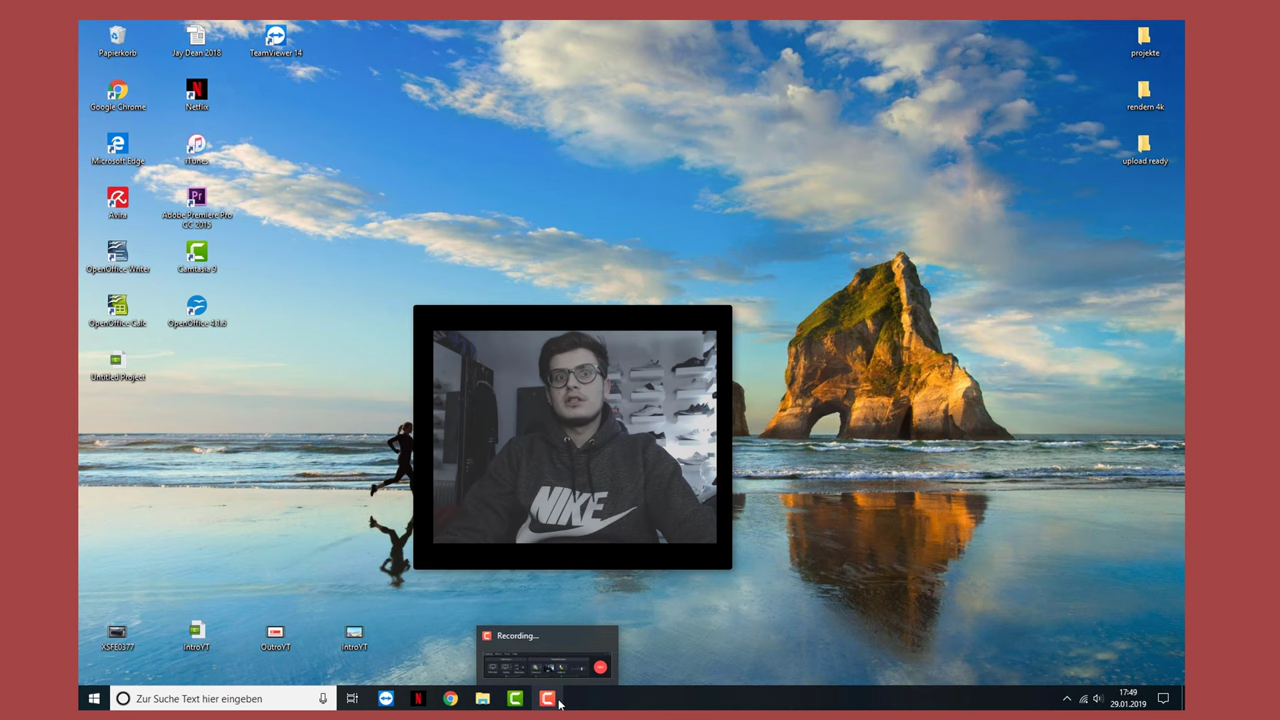 Papierkorb
Jay Dean 2018
TeamViewer 14
projekte
Google Chrome
Netflix
rendern 4k
Microsoft Edge
iTunes
upload ready
Avira
Adobe Premiere Pro
CC 2015
OpenOffice Writer
Camtasia 9
OpenOffice Calc
OpenOffice 4.1.6
Untitled Project
NIKE
XSFE0377
IntroYT
OutroYT
IntroYT
Recording...
Zur Suche Text hier eingeben
17:49
29.01.2019